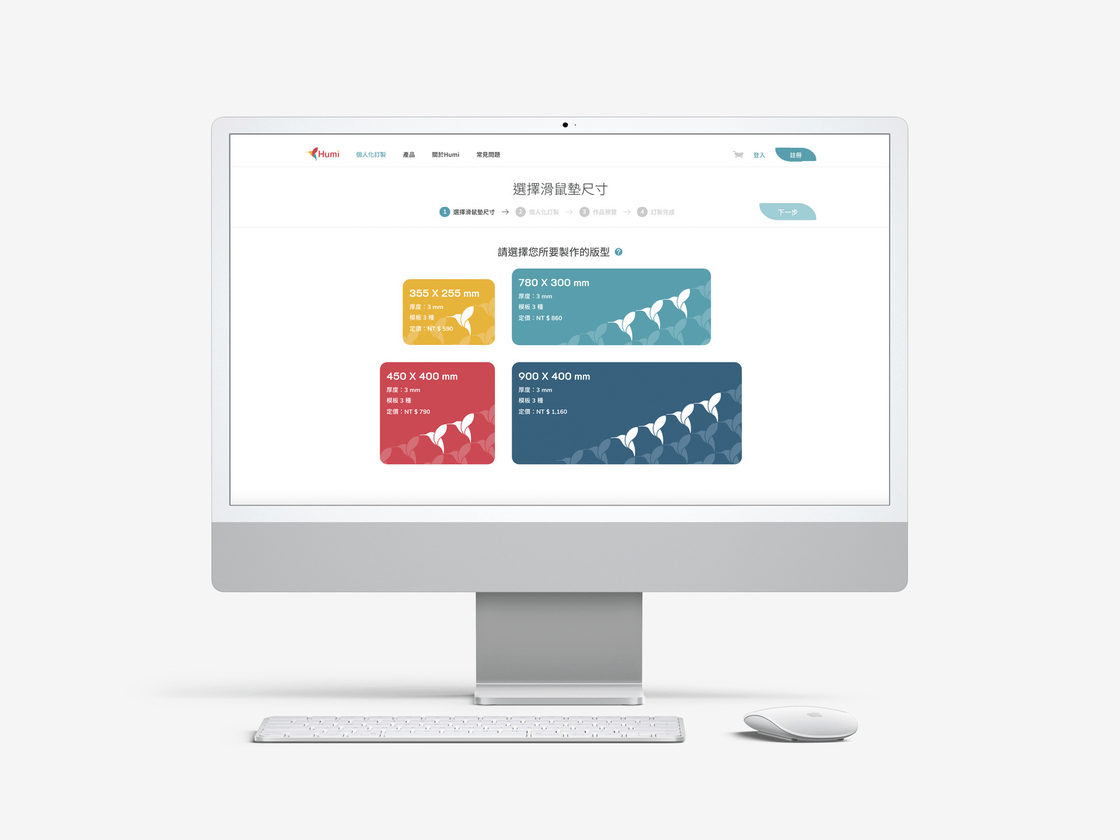 Humi
個人化訂製
產品
關於Humi
常見問題
登入
註冊
選擇滑鼠墊尺寸
1 選擇滑鼠墊尺寸
2 個人化訂製
3 作品預覽
4 訂製完成
下一步
請選擇您所要製作的版型 ?
355 X 255 mm
厚度：3 mm
模板 3 種
定價：NT $ 590
780 X 300 mm
厚度：3 mm
模板 3 種
定價：NT $ 860
450 X 400 mm
厚度：3 mm
模板 3 種
定價：NT $ 790
900 X 400 mm
厚度：3 mm
模板 3 種
定價：NT $ 1,160